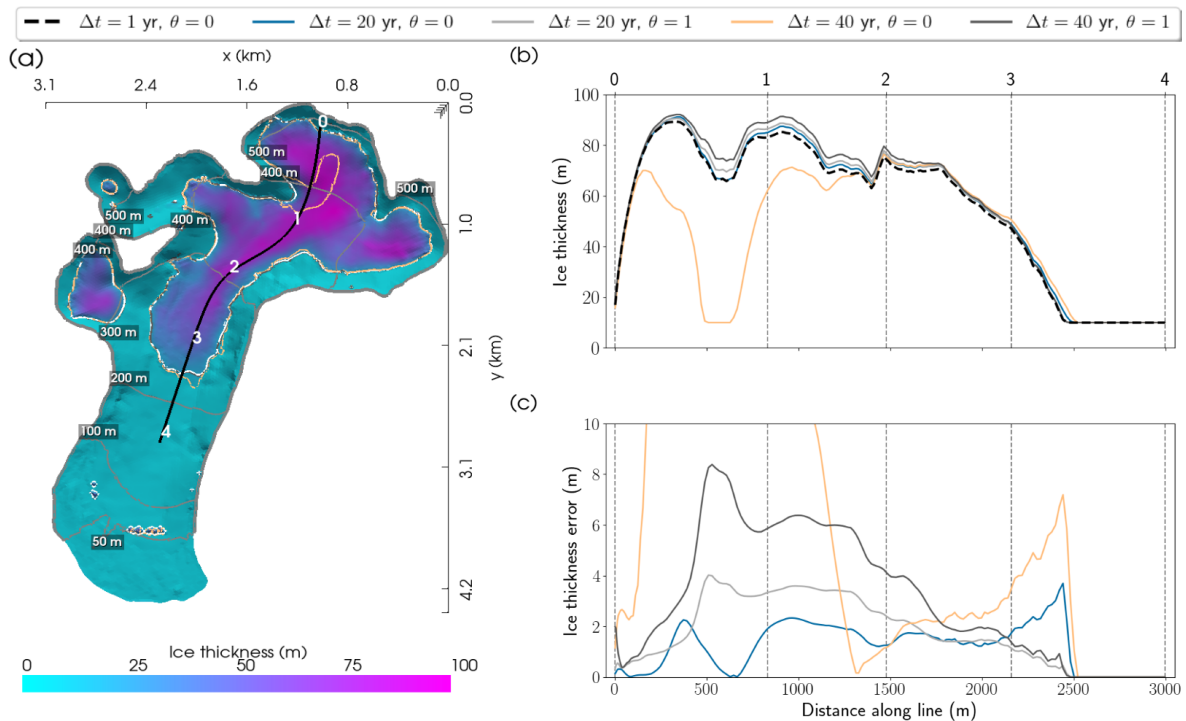 Δt = 1 yr, θ = 0 Δt = 20 yr, θ = 0 Δt = 20 yr, θ = 1 Δt = 40 yr, θ = 0 Δt = 40 yr, θ = 1
(a)
x (km)
3.1 2.4 1.6 0.8 0.0
0.0
1.0
2.1
3.1
4.2
y (km)
0
500 m
400 m
500 m
500 m
400 m
400 m
400 m
1
2
300 m
3
200 m
4
100 m
50 m
Ice thickness (m)
0 25 50 75 100
(b)
0 1 2 3 4
100
80
60
40
20
0
Ice thickness (m)
(c)
10
8
6
4
2
0
Ice thickness error (m)
0 500 1000 1500 2000 2500 3000
Distance along line (m)